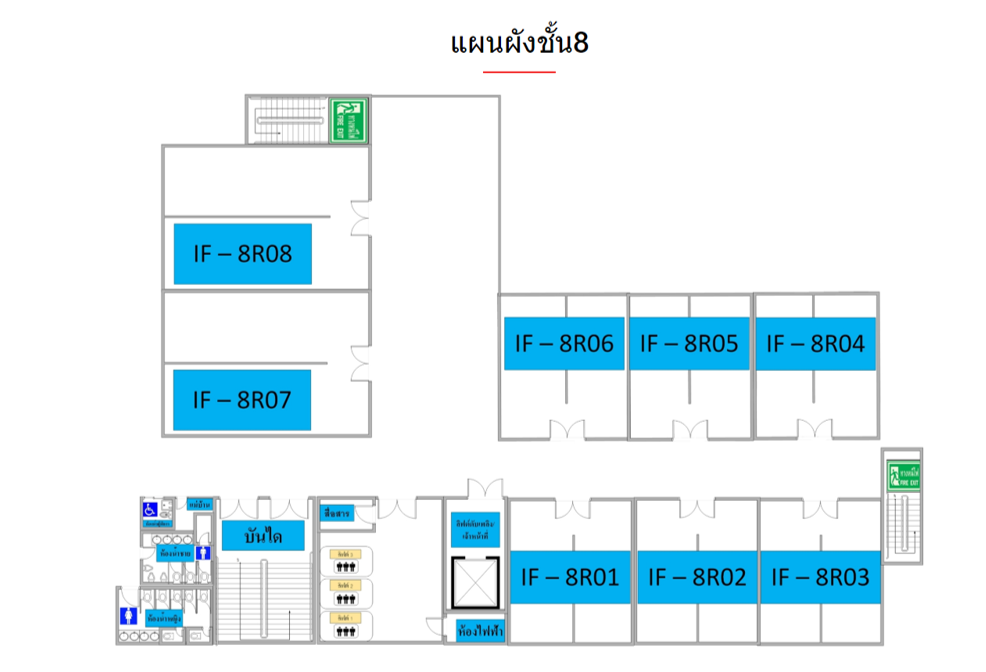 แผนผังชั้น8
ทางหนีไฟ
FIRE EXIT
IF – 8R08
IF – 8R06
IF – 8R05
IF – 8R04
IF – 8R07
ทางหนีไฟ
FIRE EXIT
แม่บ้าน
สื่อสาร
บันได
ลิฟต์ดับเพลิง/
เจ้าหน้าที่
ห้องน้ำชาย
ลิฟต์ 3
IF – 8R01
IF – 8R02
IF – 8R03
ลิฟต์ 2
ห้องน้ำหญิง
ลิฟต์ 1
ห้องไฟฟ้า